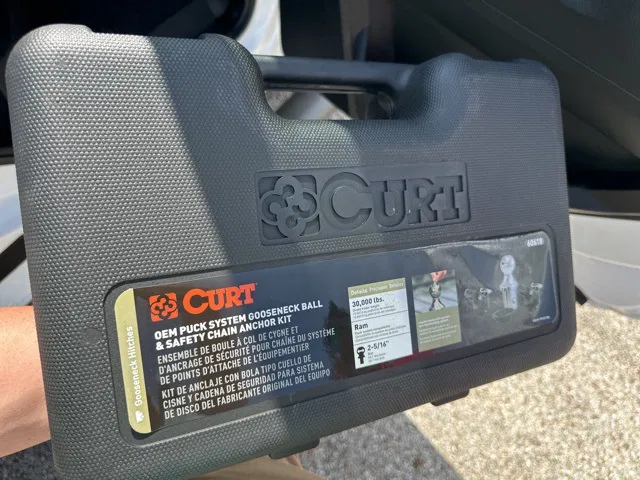 CURT
60618
CURT
OEM PUCK SYSTEM GOOSENECK BALL
& SAFETY CHAIN ANCHOR KIT
ENSEMBLE DE BOULE À COL DE CYGNE ET
D'ANCRAGE DE SÉCURITÉ POUR CHAÎNE DU SYSTÈME
DE POINTS D'ATTACHE DE L'ÉQUIPEMENTIER
KIT DE ANCLAJE CON BOLA TIPO CUELLO DE
CISNE Y CADENA DE SEGURIDAD PARA SISTEMA
DE DISCO DEL FABRICANTE ORIGINAL DEL EQUIPO
Gooseneck Hitches
30,000 lbs.
Ram
2-5/16"